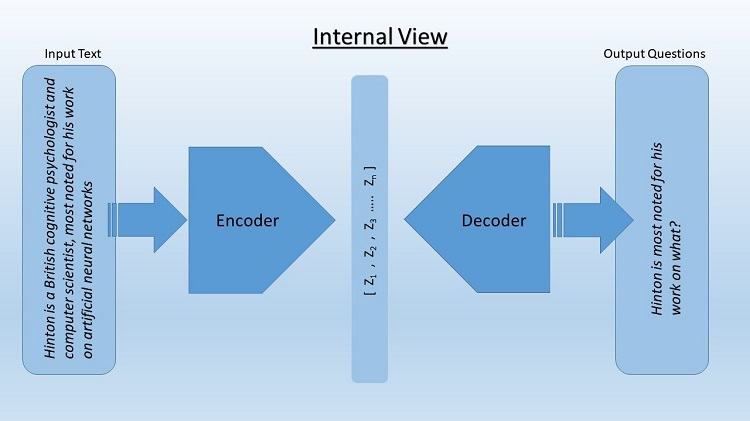 Internal View
Input Text
Output Questions
Hinton is a British cognitive psychologist and
computer scientist, most noted for his work
on artificial neural networks
Encoder
[ Z1 , Z2 , Z3 ..... Zn ]
Decoder
Hinton is most noted for his
work on what?